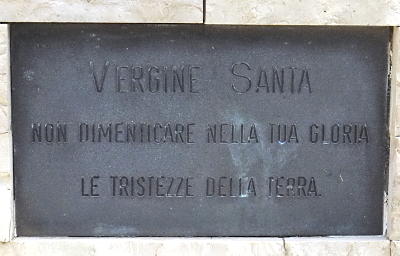 VERGINE SANTA
NON DIMENTICARE NELLA TUA GLORIA
LE TRISTEZZE DELLA TERRA.